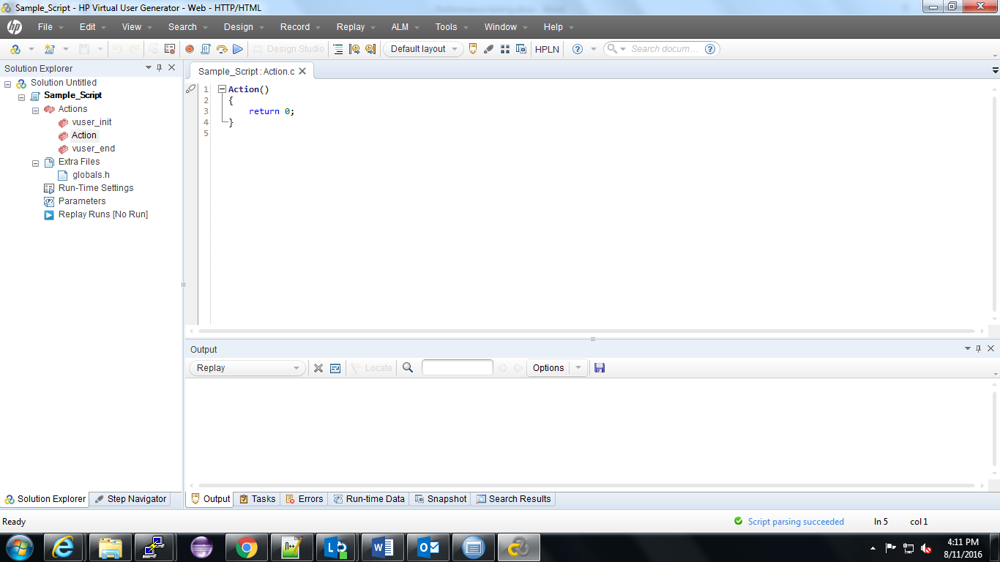 Sample_Script - HP Virtual User Generator - Web - HTTP/HTML
hp File Edit View Search Design Record Replay ALM Tools Window Help
Design Studio Default layout HPLN ? Search docum... ?
Solution Explorer
Solution Untitled
Sample_Script
Actions
vuser_init
Action
vuser_end
Extra Files
globals.h
Run-Time Settings
Parameters
Replay Runs [No Run]
Sample_Script : Action.c
1 Action()
2 {
3 return 0;
4 }
5
Output
Replay Locate Options
Solution Explorer Step Navigator
Output Tasks Errors Run-time Data Snapshot Search Results
Ready Script parsing succeeded ln 5 col 1
4:11 PM
8/11/2016